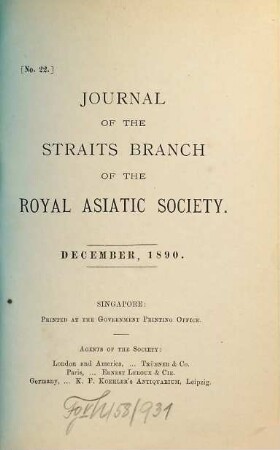 [No. 22.]
JOURNAL
OF THE
STRAITS BRANCH
OF THE
ROYAL ASIATIC SOCIETY.
DECEMBER, 1890.
SINGAPORE:
PRINTED AT THE GOVERNMENT PRINTING OFFICE.
AGENTS OF THE SOCIETY:
London and America, ... TRÜBNER & Co.
Paris, ... ERNEST LEROUX & CIE.
Germany, ... K. F. KOEHLER'S ANTIQUARIUM, Leipzig.